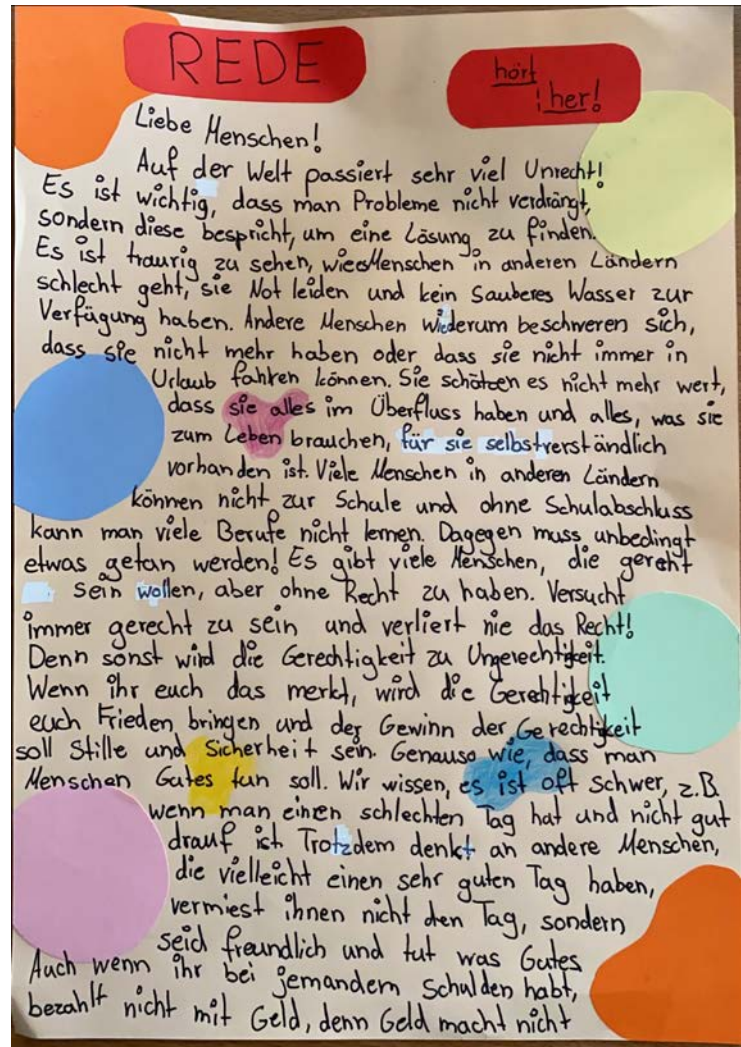 REDE
hört
her!
Liebe Menschen!
Auf der Welt passiert sehr viel Unrecht!
Es ist wichtig, dass man Probleme nicht verdrängt,
sondern diese bespricht, um eine Lösung zu finden.
Es ist traurig zu sehen, wie es Menschen in anderen Ländern
schlecht geht, sie Not leiden und kein Sauberes Wasser zur
Verfügung haben. Andere Menschen wiederum beschweren sich,
dass sie nicht mehr haben oder dass sie nicht immer in
Urlaub fahren können. Sie schätzen es nicht mehr wert,
dass sie alles im Überfluss haben und alles, was sie
zum Leben brauchen, für sie selbstverständlich
vorhanden ist. Viele Menschen in anderen Ländern
können nicht zur Schule und ohne Schulabschluss
kann man viele Berufe nicht lernen. Dagegen muss unbedingt
etwas getan werden! Es gibt viele Menschen, die gereht
sein wollen, aber ohne Recht zu haben. Versucht
immer gerecht zu sein und verliert nie das Recht!
Denn sonst wird die Gerechtigkeit zu Ungerechtigkeit.
Wenn ihr euch das merkt, wird die Gerehtigkeit
euch Frieden bringen und der Gewinn der Gerechtigkeit
soll Stille und Sicherheit sein. Genauso wie, dass man
Menschen Gutes tun soll. Wir wissen, es ist oft schwer, z.B.
wenn man einen schlechten Tag hat und nicht gut
drauf ist Trotzdem denkt an andere Menschen,
die vielleicht einen sehr guten Tag haben,
vermiest ihnen nicht den Tag, sondern
seid freundlich und tut was Gutes
Auch wenn ihr bei jemandem Schulden habt,
bezahlt nicht mit Geld, denn Geld macht nicht